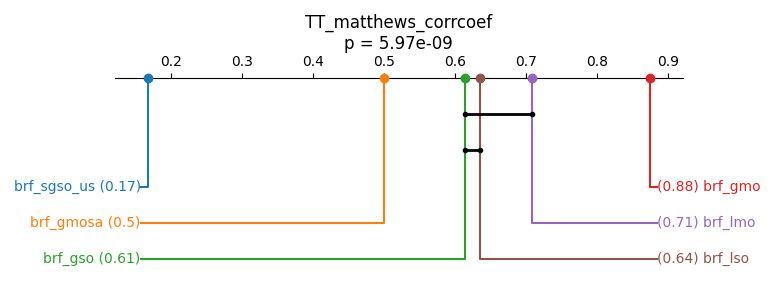 TT_matthews_corrcoef
p = 5.97e-09
0.2 0.3 0.4 0.5 0.6 0.7 0.8 0.9
brf_sgso_us (0.17) (0.88) brf_gmo
brf_gmosa (0.5) (0.71) brf_lmo
brf_gso (0.61) (0.64) brf_lso